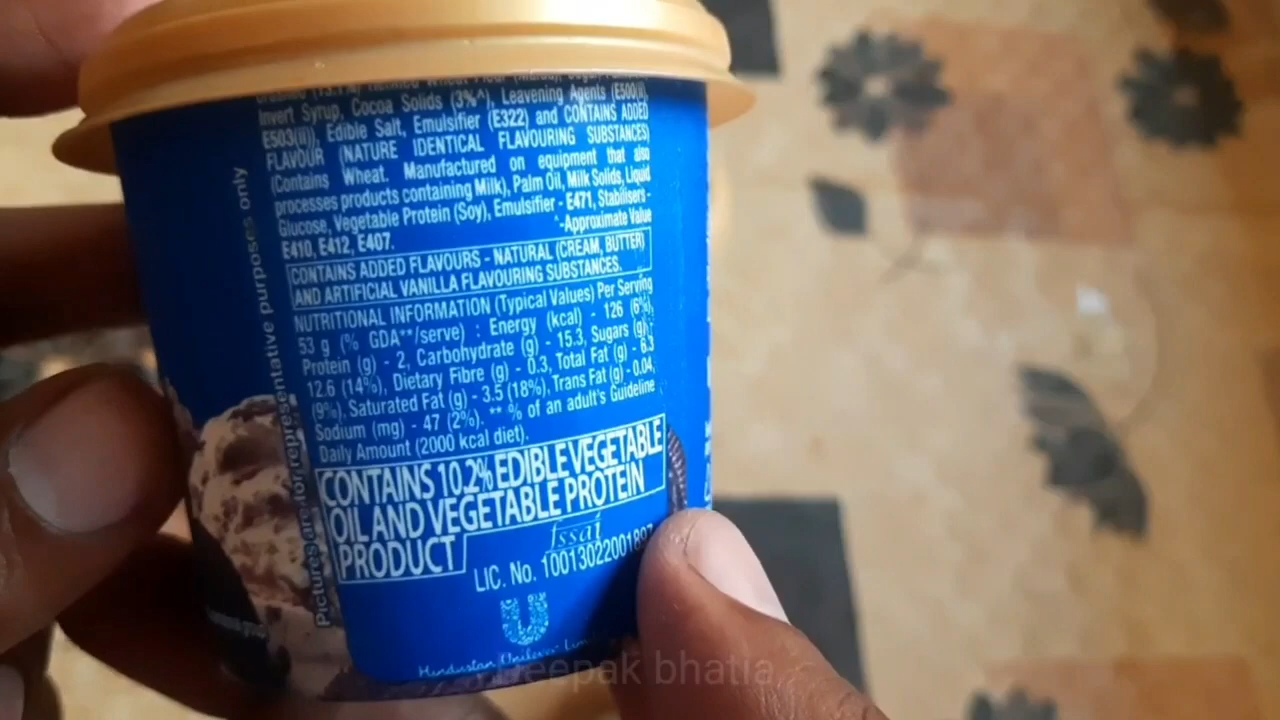 Invert Syrup, Cocoa Solids (3%^), Leavening Agents (E500(ii),
E503(ii)), Edible Salt, Emulsifier (E322) and CONTAINS ADDED
FLAVOUR (NATURE IDENTICAL FLAVOURING SUBSTANCES)
(Contains Wheat. Manufactured on equipment that also
processes products containing Milk), Palm Oil, Milk Solids, Liquid
Glucose, Vegetable Protein (Soy), Emulsifier - E471, Stabilisers -
E410, E412, E407.
^-Approximate Value
CONTAINS ADDED FLAVOURS - NATURAL (CREAM, BUTTER)
AND ARTIFICIAL VANILLA FLAVOURING SUBSTANCES.
NUTRITIONAL INFORMATION (Typical Values) Per Serving
53 g (% GDA**/serve) : Energy (kcal) - 126 (6%),
Protein (g) - 2, Carbohydrate (g) - 15.3, Sugars (g)-
12.6 (14%), Dietary Fibre (g) - 0.3, Total Fat (g) - 6.3
(9%), Saturated Fat (g) - 3.5 (18%), Trans Fat (g) - 0.04,
Sodium (mg) - 47 (2%). ** % of an adult's Guideline
Daily Amount (2000 kcal diet).
CONTAINS 10.2% EDIBLE VEGETABLE
OIL AND VEGETABLE PROTEIN
PRODUCT
fssai
LIC. No. 10013022001897
Hindustan Unilever
Pictures are for representative purposes only
Deepak bhatia